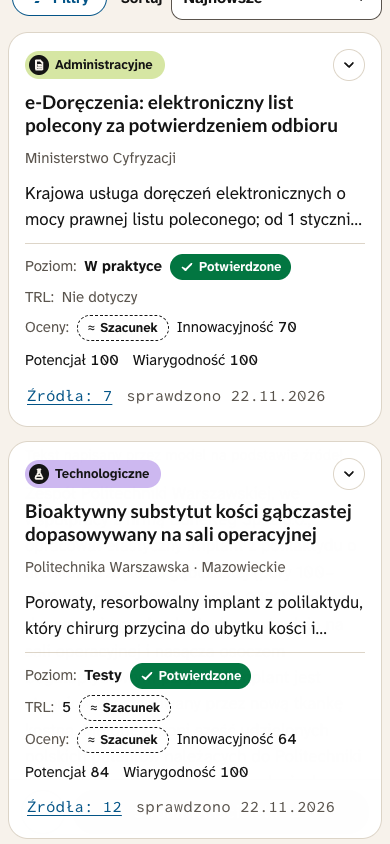 Filtry Sortuj Najnowsze
Administracyjne
e-Doręczenia: elektroniczny list
polecony za potwierdzeniem odbioru
Ministerstwo Cyfryzacji
Krajowa usługa doręczeń elektronicznych o
mocy prawnej listu poleconego; od 1 styczni...
Poziom: W praktyce Potwierdzone
TRL: Nie dotyczy
Oceny: ≈ Szacunek Innowacyjność 70
Potencjał 100 Wiarygodność 100
Źródła: 7 sprawdzono 22.11.2026
Technologiczne
Bioaktywny substytut kości gąbczastej
dopasowywany na sali operacyjnej
Politechnika Warszawska · Mazowieckie
Porowaty, resorbowalny implant z polilaktydu,
który chirurg przycina do ubytku kości i...
Poziom: Testy Potwierdzone
TRL: 5 ≈ Szacunek
Oceny: ≈ Szacunek Innowacyjność 64
Potencjał 84 Wiarygodność 100
Źródła: 12 sprawdzono 22.11.2026